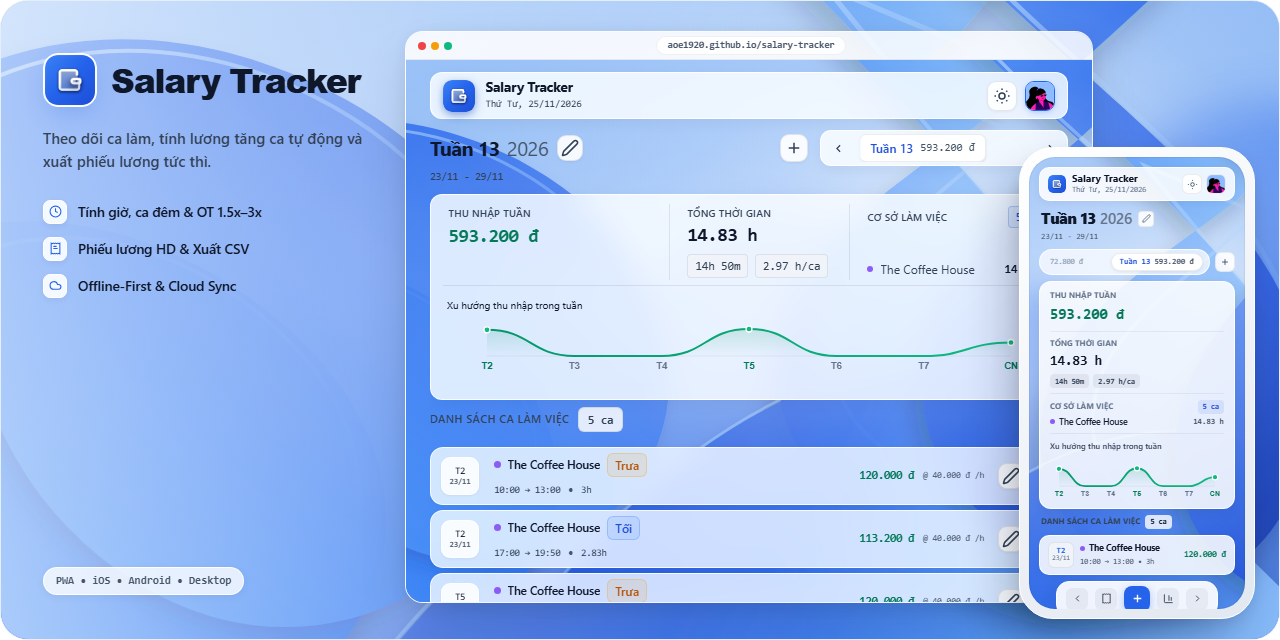 Salary Tracker
Theo dõi ca làm, tính lương tăng ca tự động và
xuất phiếu lương tức thì.
Tính giờ, ca đêm & OT 1.5x–3x
Phiếu lương HD & Xuất CSV
Offline-First & Cloud Sync
PWA • iOS • Android • Desktop
aoe1920.github.io/salary-tracker
Salary Tracker
Thứ Tư, 25/11/2026
Tuần 13 2026
23/11 - 29/11
+
‹ Tuần 13 593.200 đ
THU NHẬP TUẦN
593.200 đ
TỔNG THỜI GIAN
14.83 h
14h 50m 2.97 h/ca
CƠ SỞ LÀM VIỆC 5
The Coffee House 14
Xu hướng thu nhập trong tuần
T2 T3 T4 T5 T6 T7 CN
DANH SÁCH CA LÀM VIỆC 5 ca
T2
23/11
The Coffee House Trưa
10:00 → 13:00 • 3h
120.000 đ @ 40.000 đ /h
T2
23/11
The Coffee House Tối
17:00 → 19:50 • 2.83h
113.200 đ @ 40.000 đ /h
T5
The Coffee House Trưa
120.000 đ @ 40.000 đ /h
Salary Tracker
Thứ Tư, 25/11/2026
Tuần 13 2026
23/11 - 29/11
72.800 đ Tuần 13 593.200 đ +
THU NHẬP TUẦN
593.200 đ
TỔNG THỜI GIAN
14.83 h
14h 50m 2.97 h/ca
CƠ SỞ LÀM VIỆC 5 ca
The Coffee House 14.83 h
Xu hướng thu nhập trong tuần
T2 T3 T4 T5 T6 T7 CN
DANH SÁCH CA LÀM VIỆC 5 ca
T2
23/11
The Coffee House
10:00 → 13:00 • 3h
120.000 đ
‹ + ›